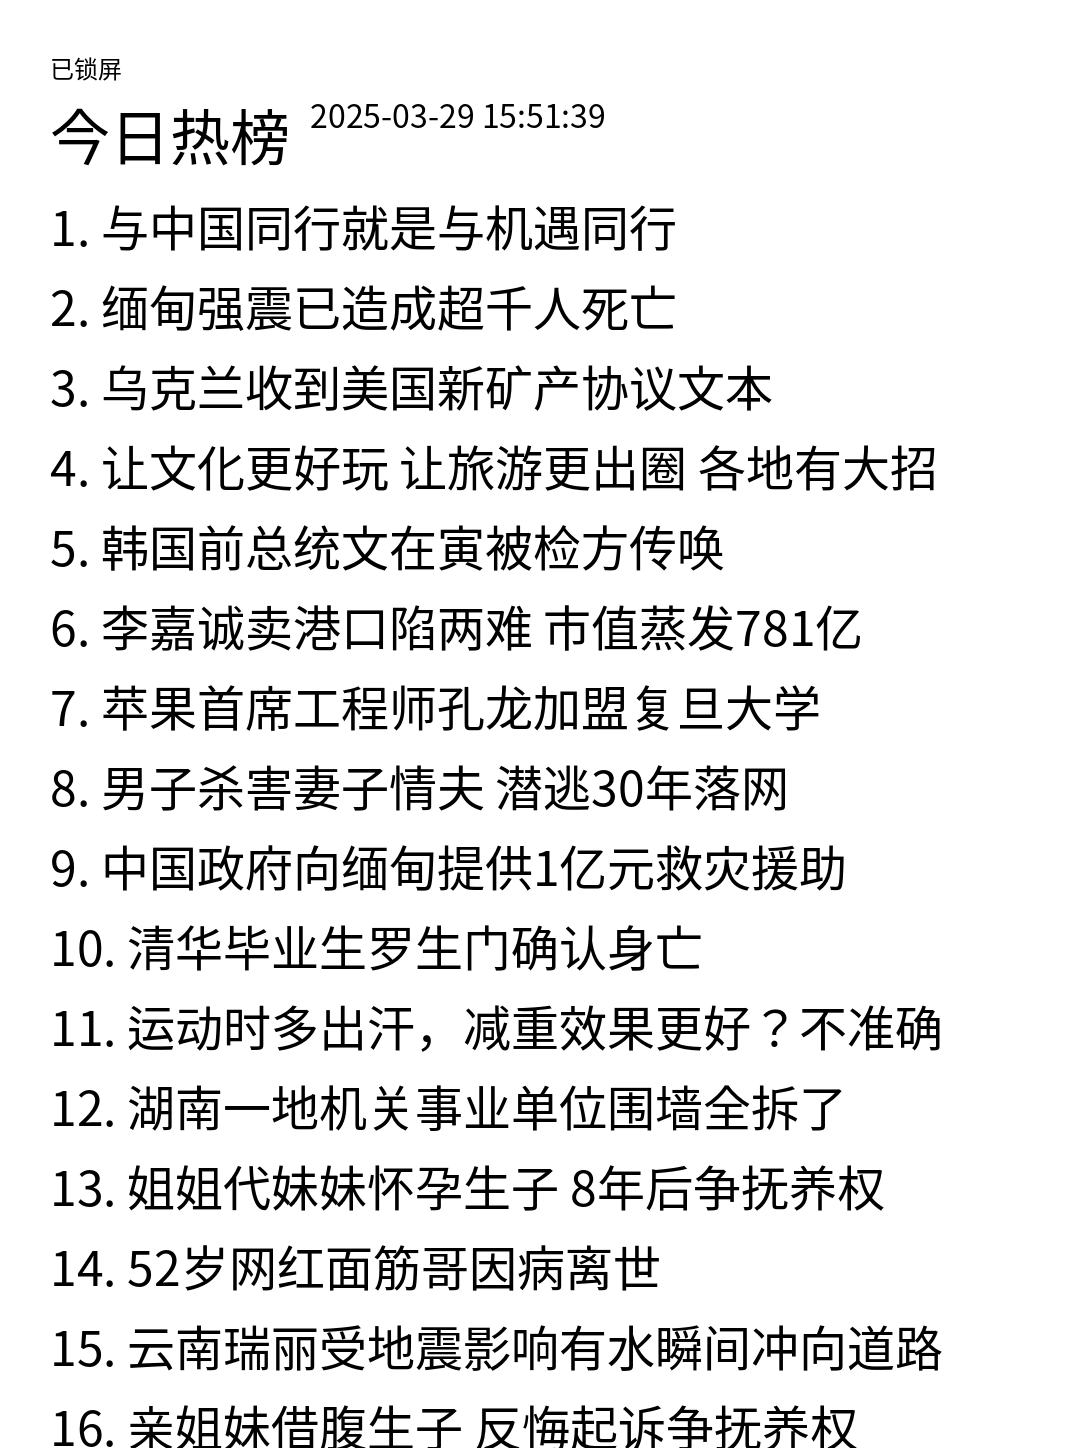 已锁屏
今日热榜 2025-03-29 15:51:39
1. 与中国同行就是与机遇同行
2. 缅甸强震已造成超千人死亡
3. 乌克兰收到美国新矿产协议文本
4. 让文化更好玩 让旅游更出圈 各地有大招
5. 韩国前总统文在寅被检方传唤
6. 李嘉诚卖港口陷两难 市值蒸发781亿
7. 苹果首席工程师孔龙加盟复旦大学
8. 男子杀害妻子情夫 潜逃30年落网
9. 中国政府向缅甸提供1亿元救灾援助
10. 清华毕业生罗生门确认身亡
11. 运动时多出汗，减重效果更好？不准确
12. 湖南一地机关事业单位围墙全拆了
13. 姐姐代妹妹怀孕生子 8年后争抚养权
14. 52岁网红面筋哥因病离世
15. 云南瑞丽受地震影响有水瞬间冲向道路
16. 亲姐妹借腹生子 反悔起诉争抚养权